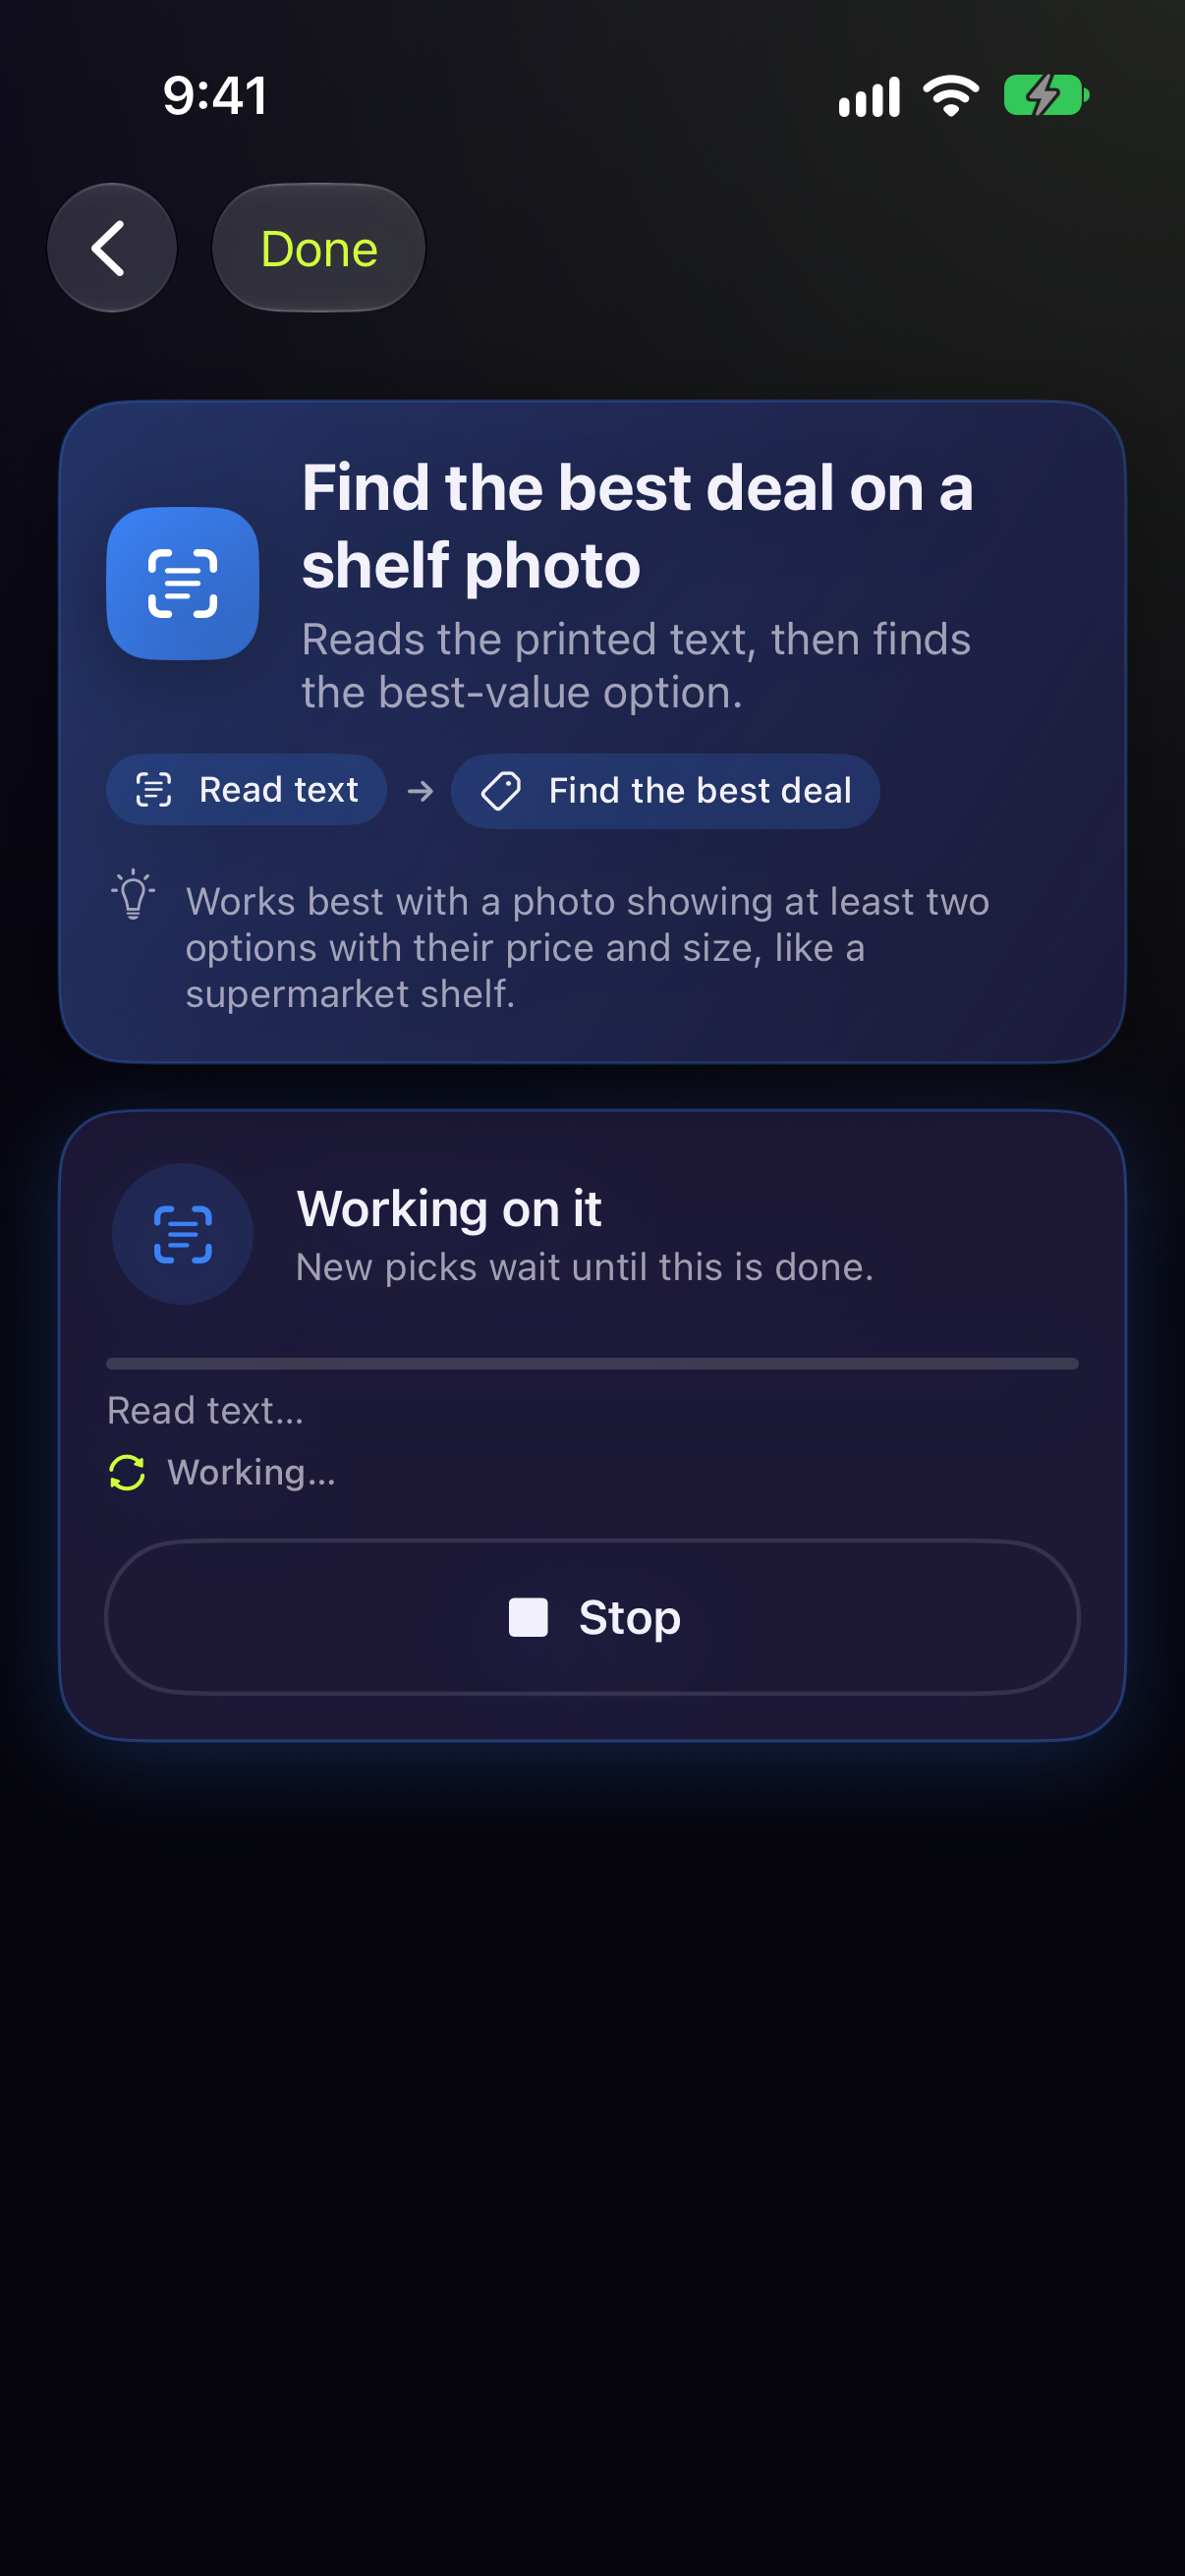 9:41
Done
Find the best deal on a
shelf photo
Reads the printed text, then finds
the best-value option.
Read text → Find the best deal
Works best with a photo showing at least two
options with their price and size, like a
supermarket shelf.
Working on it
New picks wait until this is done.
Read text...
Working...
Stop